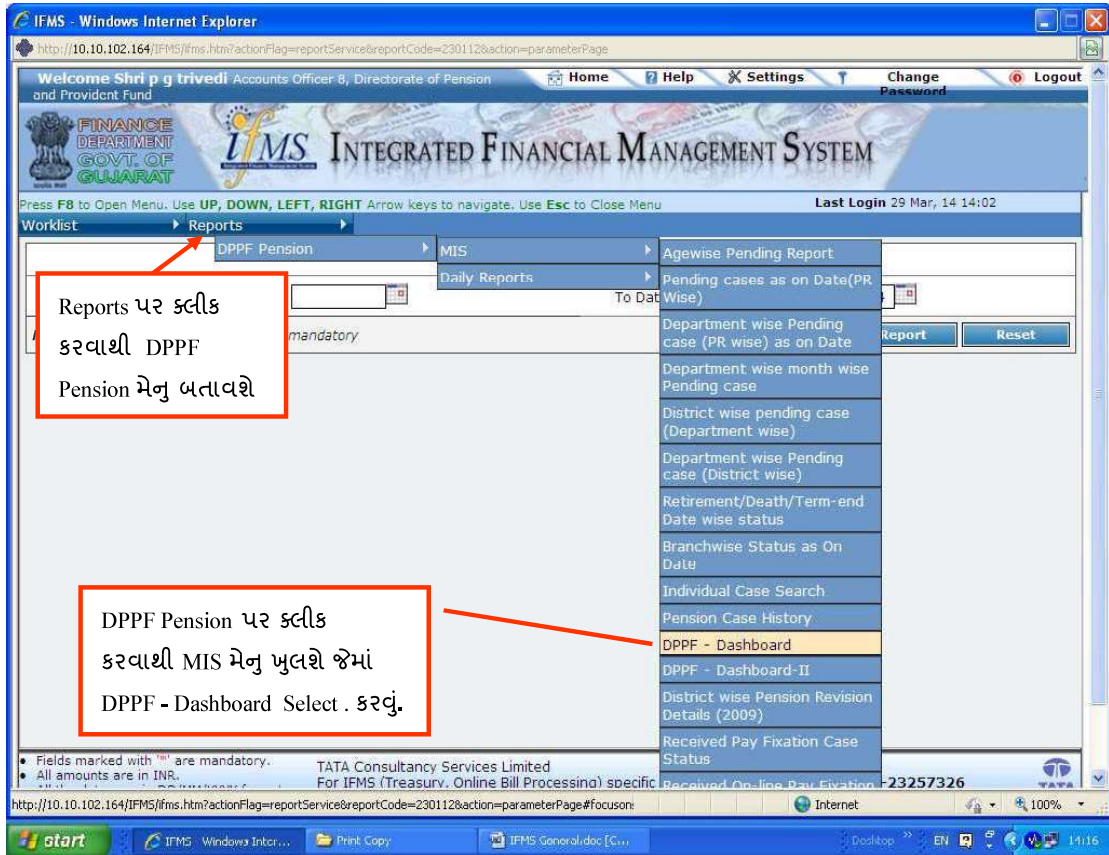 IFMS - Windows Internet Explorer
http://10.10.102.164/IFMS/ifms.htm?actionFlag=reportService&reportCode=230112&action=parameterPage
Welcome Shri p g trivedi Accounts Officer 8, Directorate of Pension and Provident Fund
Home Help Settings Change Password Logout
FINANCE
DEPARTMENT
GOVT. OF
GUJARAT
IFMS INTEGRATED FINANCIAL MANAGEMENT SYSTEM
Press F8 to Open Menu. Use UP, DOWN, LEFT, RIGHT Arrow keys to navigate. Use Esc to Close Menu
Last Login 29 Mar, 14 14:02
Worklist Reports
DPPF Pension
MIS
Daily Reports
Agewise Pending Report
Pending cases as on Date(PR
Wise)
Department wise Pending
case (PR wise) as on Date
Department wise month wise
Pending case
District wise pending case
(Department wise)
Department wise Pending
case (District wise)
Retirement/Death/Term-end
Date wise status
Branchwise Status as On
Date
Individual Case Search
Pension Case History
DPPF - Dashboard
DPPF - Dashboard-II
District wise Pension Revision
Details (2009)
Received Pay Fixation Case
Status
Received On-line Pay Fixation
To Dat
mandatory
Report Reset
Reports પર ક્લીક
કરવાથી DPPF
Pension મેનુ બતાવશે
DPPF Pension પર ક્લીક
કરવાથી MIS મેનુ ખુલશે જેમાં
DPPF - Dashboard Select . કરવું.
Fields marked with '*' are mandatory.
All amounts are in INR.
TATA Consultancy Services Limited
For IFMS (Treasury, Online Bill Processing) specific
-23257326
TATA
http://10.10.102.164/IFMS/ifms.htm?actionFlag=reportService&reportCode=230112&action=parameterPage#focuson
Internet 100%
start IFMS Windows Inter... Print Copy IFMS General.doc [C... Desktop EN 14:16